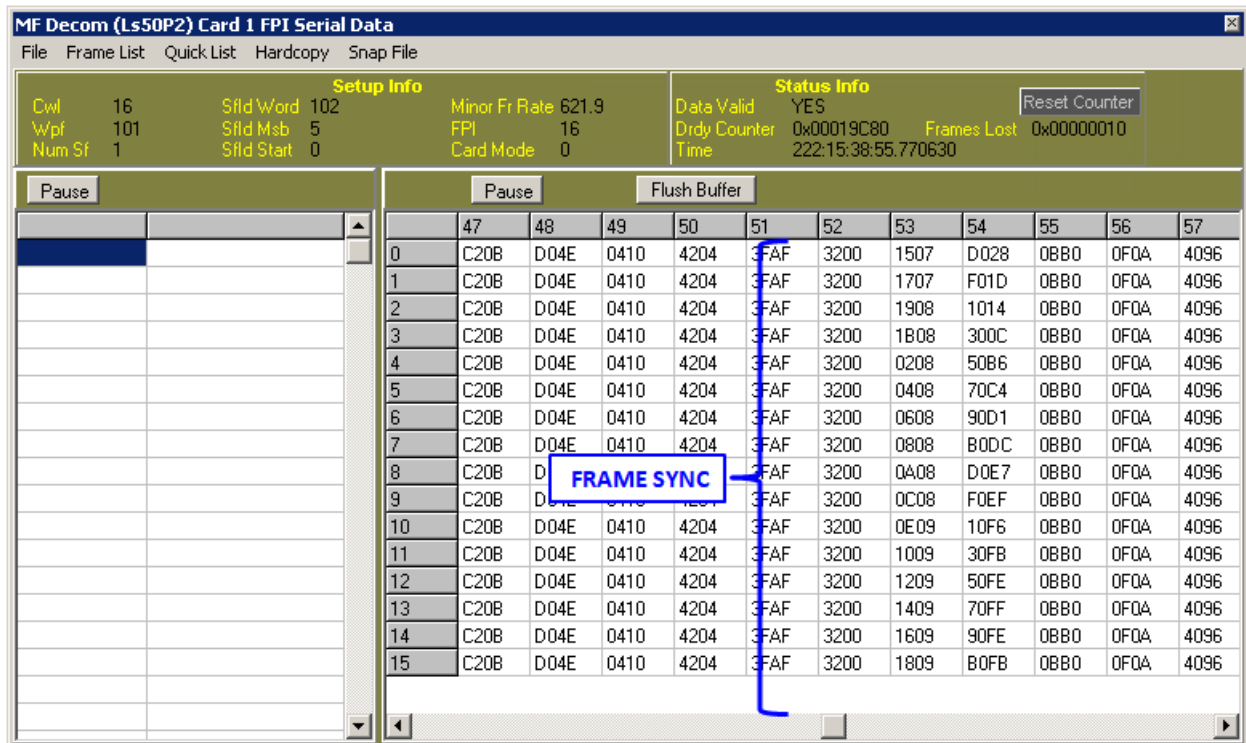 MF Decom (Ls50P2) Card 1 FPI Serial Data
File Frame List Quick List Hardcopy Snap File
Setup Info Status Info
Cwl 16 Sfld Word 102 Minor Fr Rate 621.9 Data Valid YES Reset Counter
Wpf 101 Sfld Msb 5 FPI 16 Drdy Counter 0x00019C80 Frames Lost 0x00000010
Num Sf 1 Sfld Start 0 Card Mode 0 Time 222:15:38:55.770630
Pause Pause Flush Buffer
47 48 49 50 51 52 53 54 55 56 57
0 C20B D04E 0410 4204 3FAF 3200 1507 D028 0BB0 0F0A 4096
1 C20B D04E 0410 4204 3FAF 3200 1707 F01D 0BB0 0F0A 4096
2 C20B D04E 0410 4204 3FAF 3200 1908 1014 0BB0 0F0A 4096
3 C20B D04E 0410 4204 3FAF 3200 1B08 300C 0BB0 0F0A 4096
4 C20B D04E 0410 4204 3FAF 3200 0208 50B6 0BB0 0F0A 4096
5 C20B D04E 0410 4204 3FAF 3200 0408 70C4 0BB0 0F0A 4096
6 C20B D04E 0410 4204 3FAF 3200 0608 90D1 0BB0 0F0A 4096
7 C20B D04E 0410 4204 3FAF 3200 0808 B0DC 0BB0 0F0A 4096
8 C20B FRAME SYNC 3FAF 3200 0A08 D0E7 0BB0 0F0A 4096
9 C20B 3FAF 3200 0C08 F0EF 0BB0 0F0A 4096
10 C20B D04E 0410 4204 3FAF 3200 0E09 10F6 0BB0 0F0A 4096
11 C20B D04E 0410 4204 3FAF 3200 1009 30FB 0BB0 0F0A 4096
12 C20B D04E 0410 4204 3FAF 3200 1209 50FE 0BB0 0F0A 4096
13 C20B D04E 0410 4204 3FAF 3200 1409 70FF 0BB0 0F0A 4096
14 C20B D04E 0410 4204 3FAF 3200 1609 90FE 0BB0 0F0A 4096
15 C20B D04E 0410 4204 3FAF 3200 1809 B0FB 0BB0 0F0A 4096